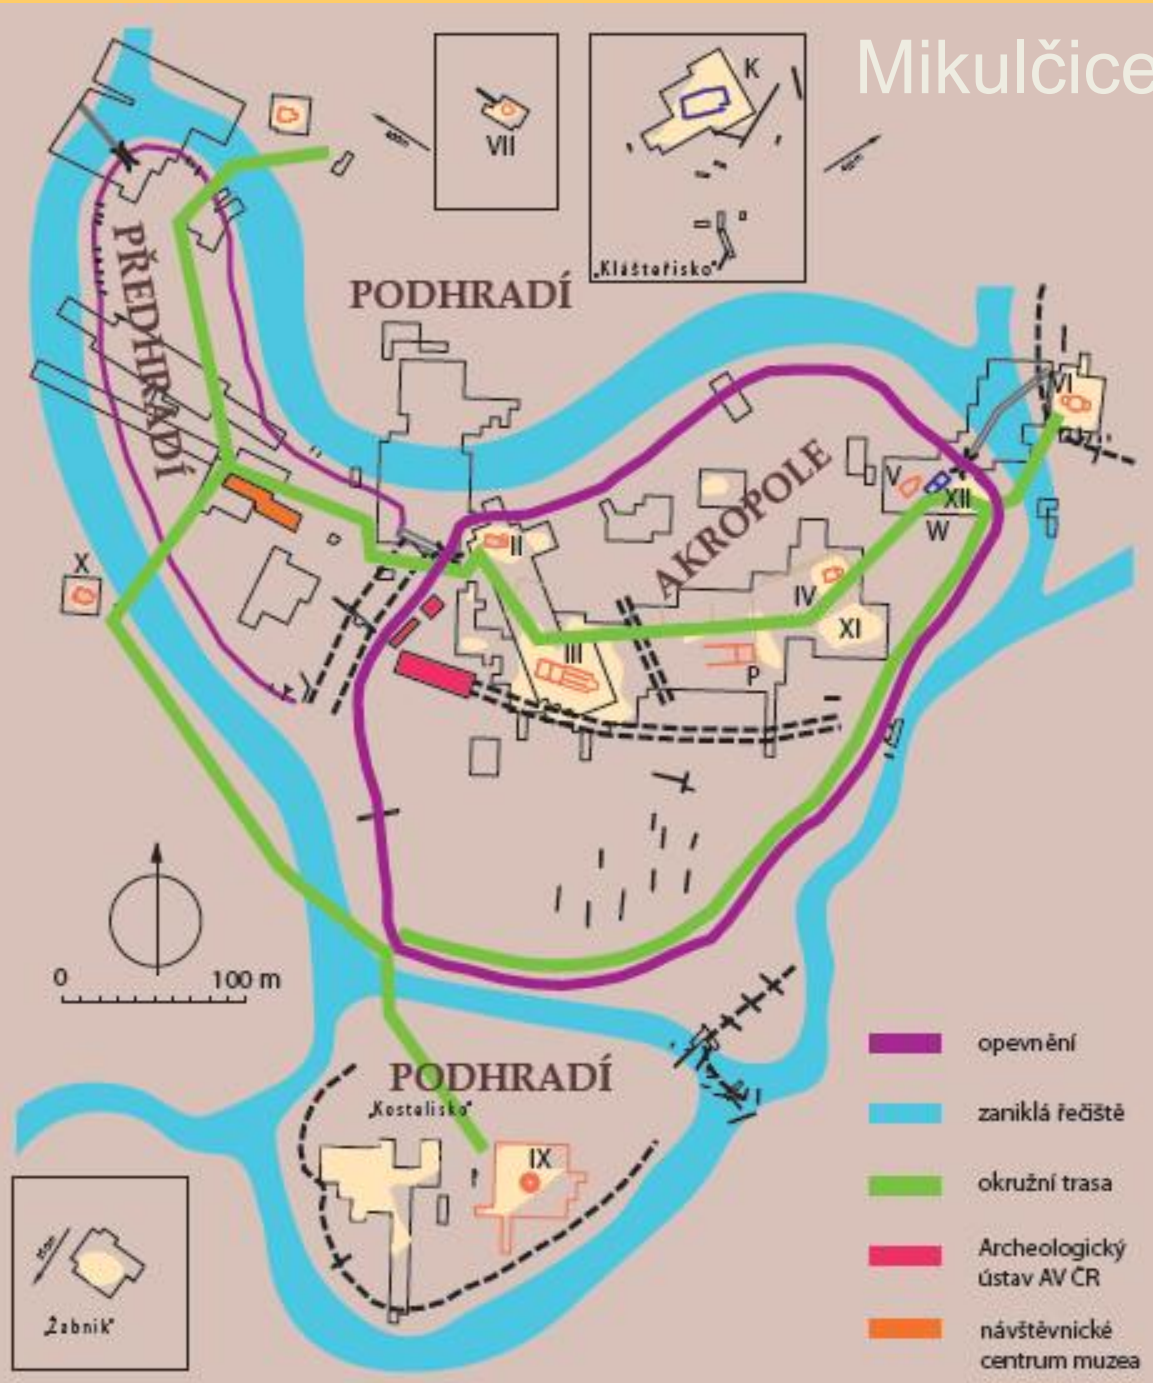 Mikulčice
K
VII
„Klášteřisko“
PODHRADÍ
PŘEDHRADÍ
VI
V
XII
W
AKROPOLE
II
X
IV
XI
III
P
0 100 m
PODHRADÍ
„Kostelisko“
IX
„Žabník“
opevnění
zaniklá řečiště
okružní trasa
Archeologický
ústav AV ČR
návštěvnické
centrum muzea